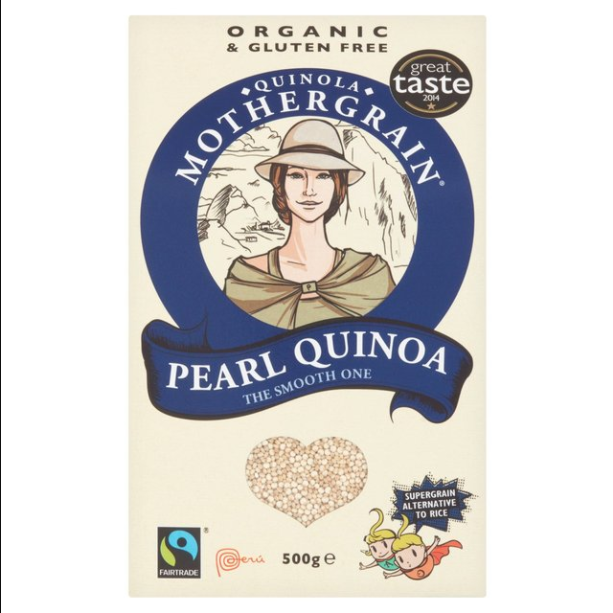 ORGANIC
& GLUTEN FREE
great
taste
2014
QUINOLA
MOTHERGRAIN®
PEARL QUINOA
THE SMOOTH ONE
SUPERGRAIN
ALTERNATIVE
TO RICE
FAIRTRADE
®
Perú
500g ℮